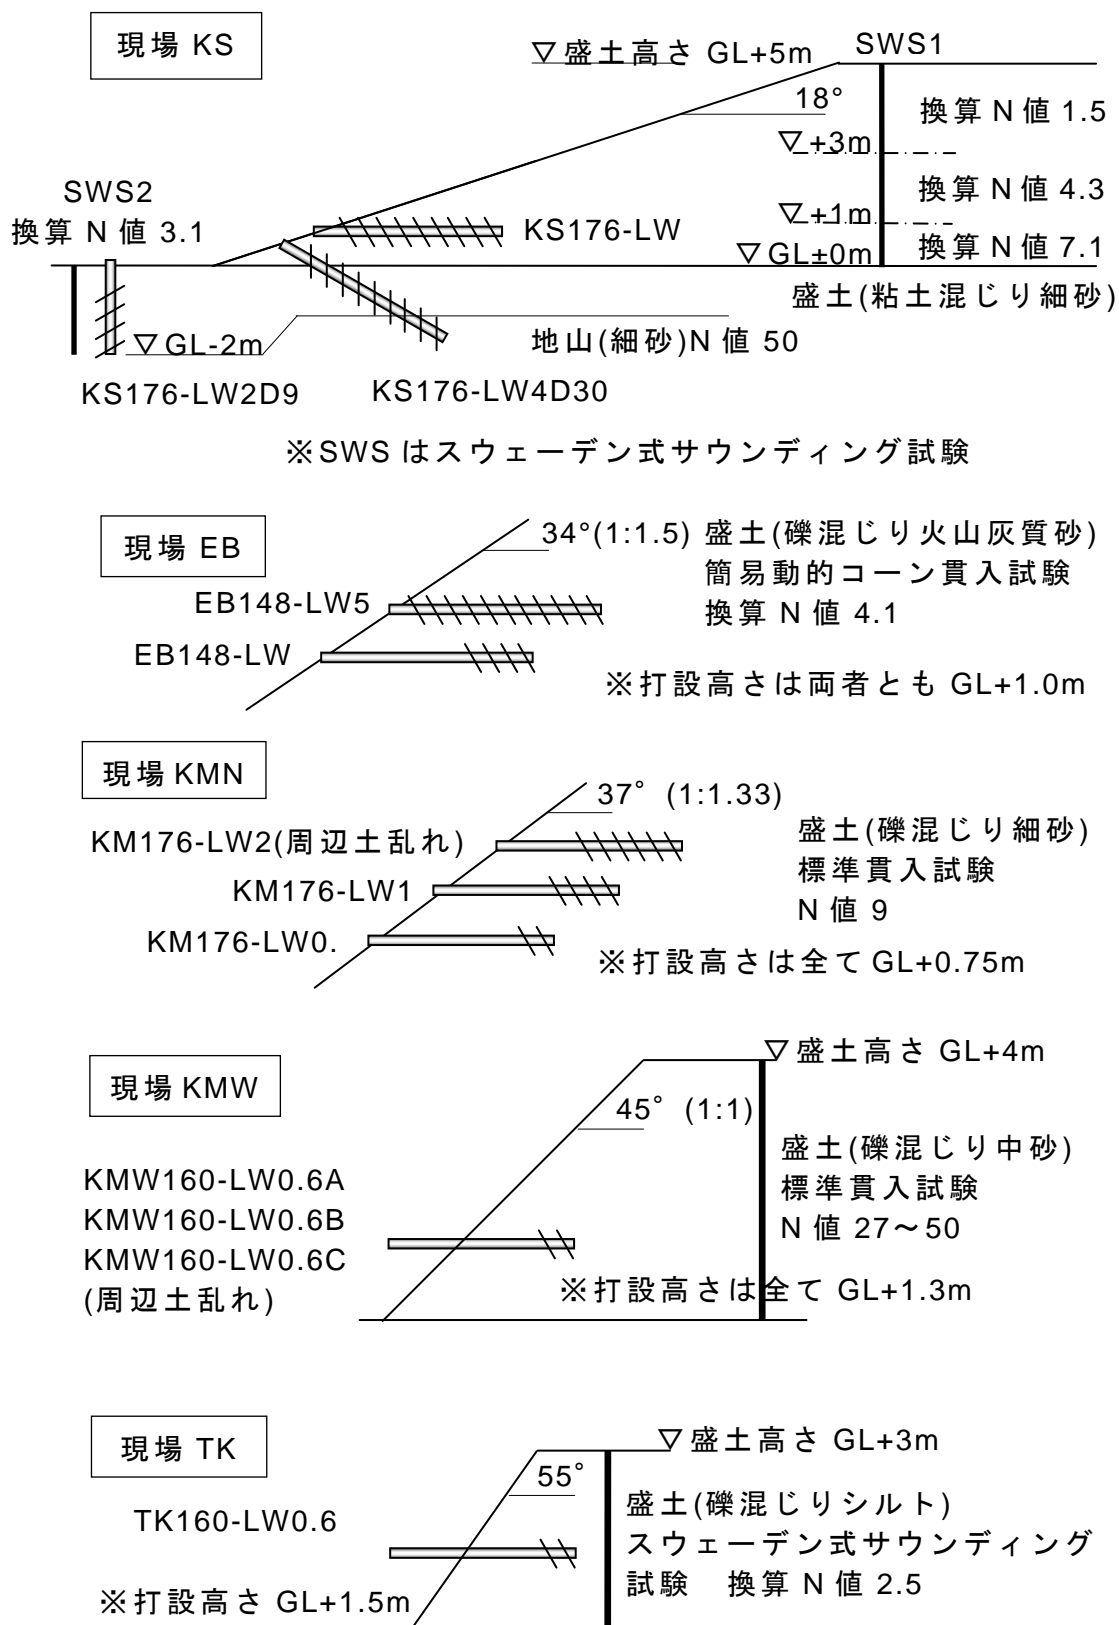 現場 KS
▽盛土高さ GL+5m
SWS1
18°
換算 N 値 1.5
▽+3m
SWS2
換算 N 値 3.1
換算 N 値 4.3
▽+1m
KS176-LW
▽GL±0m
換算 N 値 7.1
盛土(粘土混じり細砂)
▽GL-2m
地山(細砂)N 値 50
KS176-LW2D9
KS176-LW4D30
※SWS はスウェーデン式サウンディング試験
現場 EB
34°(1:1.5)
盛土(礫混じり火山灰質砂)
簡易動的コーン貫入試験
換算 N 値 4.1
EB148-LW5
EB148-LW
※打設高さは両者とも GL+1.0m
現場 KMN
37°(1:1.33)
KM176-LW2(周辺土乱れ)
盛土(礫混じり細砂)
標準貫入試験
N 値 9
KM176-LW1
KM176-LW0.
※打設高さは全て GL+0.75m
現場 KMW
▽盛土高さ GL+4m
45°(1:1)
盛土(礫混じり中砂)
標準貫入試験
N 値 27～50
KMW160-LW0.6A
KMW160-LW0.6B
KMW160-LW0.6C
(周辺土乱れ)
※打設高さは全て GL+1.3m
現場 TK
▽盛土高さ GL+3m
55°
TK160-LW0.6
盛土(礫混じりシルト)
スウェーデン式サウンディング
試験　換算 N 値 2.5
※打設高さ GL+1.5m